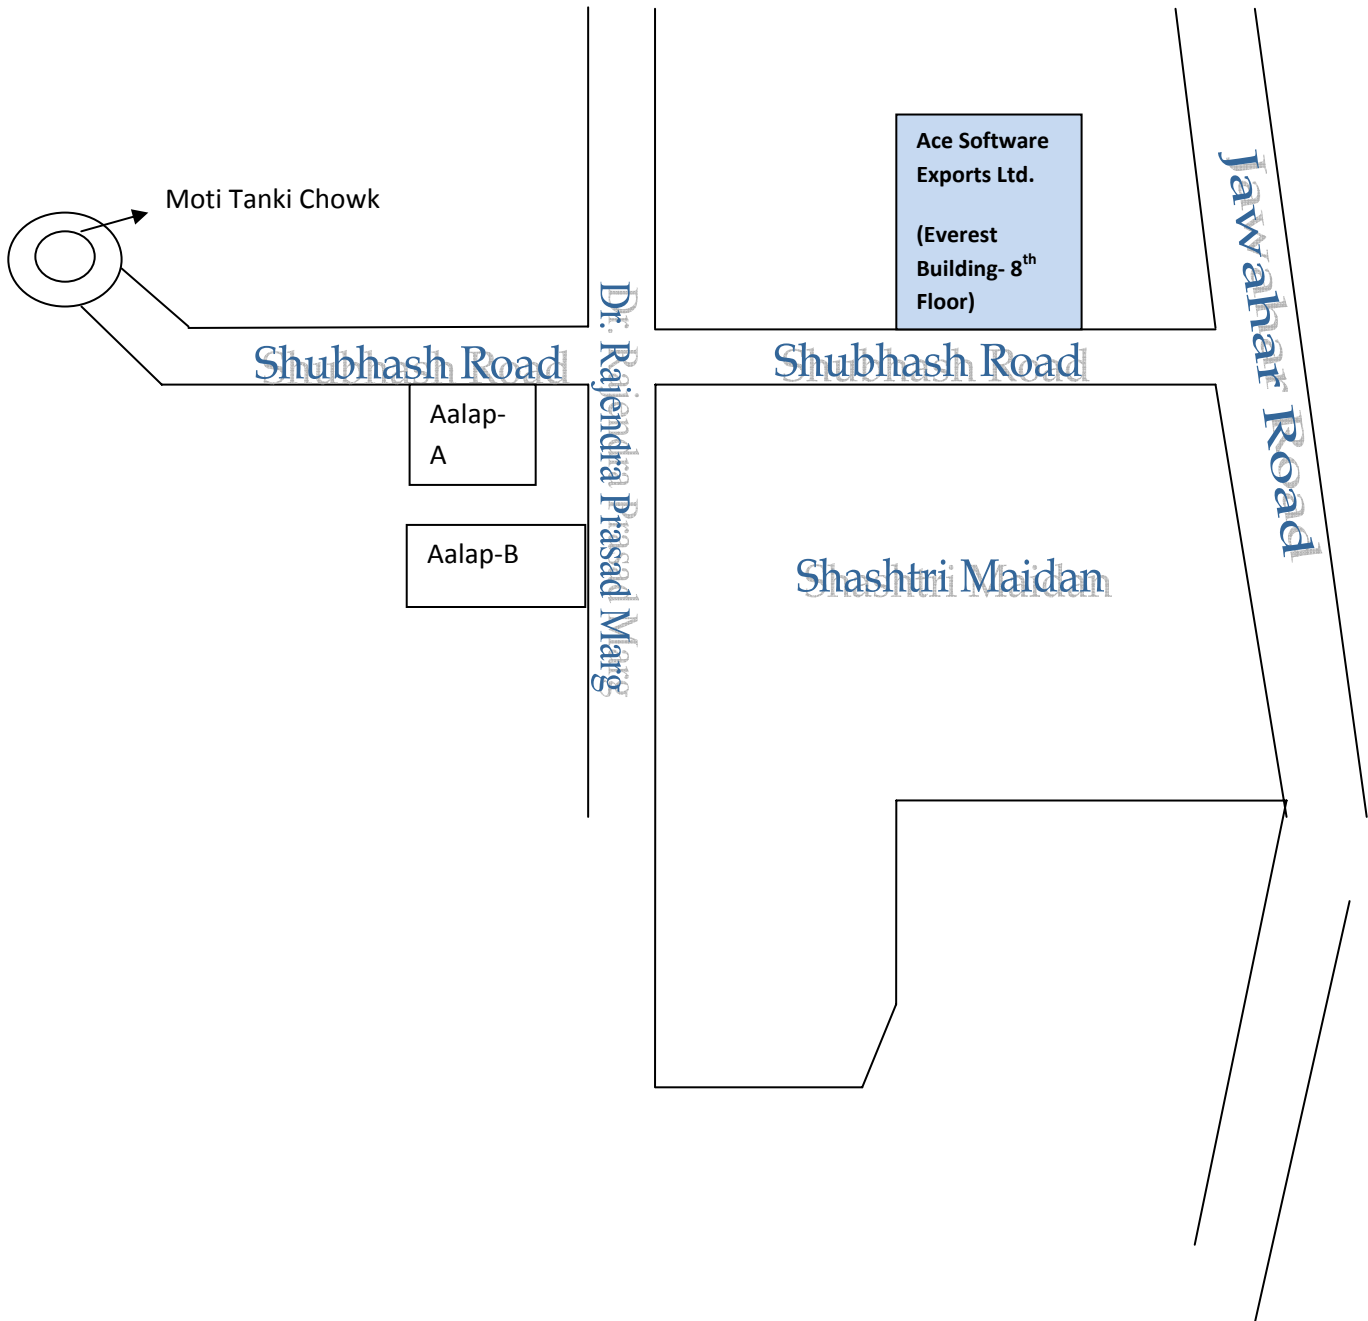 Ace Software
Exports Ltd.
(Everest
Building- 8th
Floor)
Moti Tanki Chowk
Jawahar Road
Dr. Rajendra Prasad Marg
Shubhash Road
Shubhash Road
Aalap-
A
Aalap-B
Shashtri Maidan